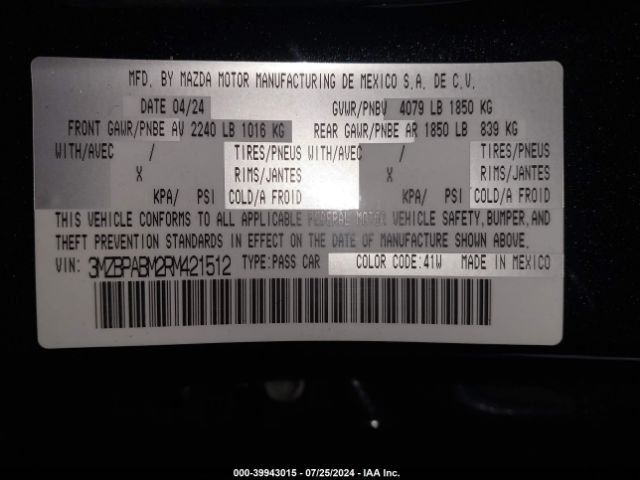 MFD. BY MAZDA MOTOR MANUFACTURING DE MEXICO S.A. DE C.V.
DATE 04/24 GVWR/PNBV 4079 LB 1850 KG
FRONT GAWR/PNBE AV 2240 LB 1016 KG REAR GAWR/PNBE AR 1850 LB 839 KG
WITH/AVEC / TIRES/PNEUS WITH/AVEC / TIRES/PNEUS
X RIMS/JANTES X RIMS/JANTES
KPA/ PSI COLD/A FROID KPA/ PSI COLD/A FROID
THIS VEHICLE CONFORMS TO ALL APPLICABLE FEDERAL MOTOR VEHICLE SAFETY, BUMPER, AND
THEFT PREVENTION STANDARDS IN EFFECT ON THE DATE OF MANUFACTURE SHOWN ABOVE.
VIN: 3MZBPABM2RM421512 TYPE:PASS CAR COLOR CODE:41W MADE IN MEXICO
000-39943015 - 07/25/2024 - IAA Inc.